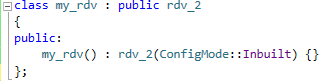 class my_rdv : public rdv_2
{
public:
    my_rdv() : rdv_2(ConfigMode::Inbuilt) {}
};